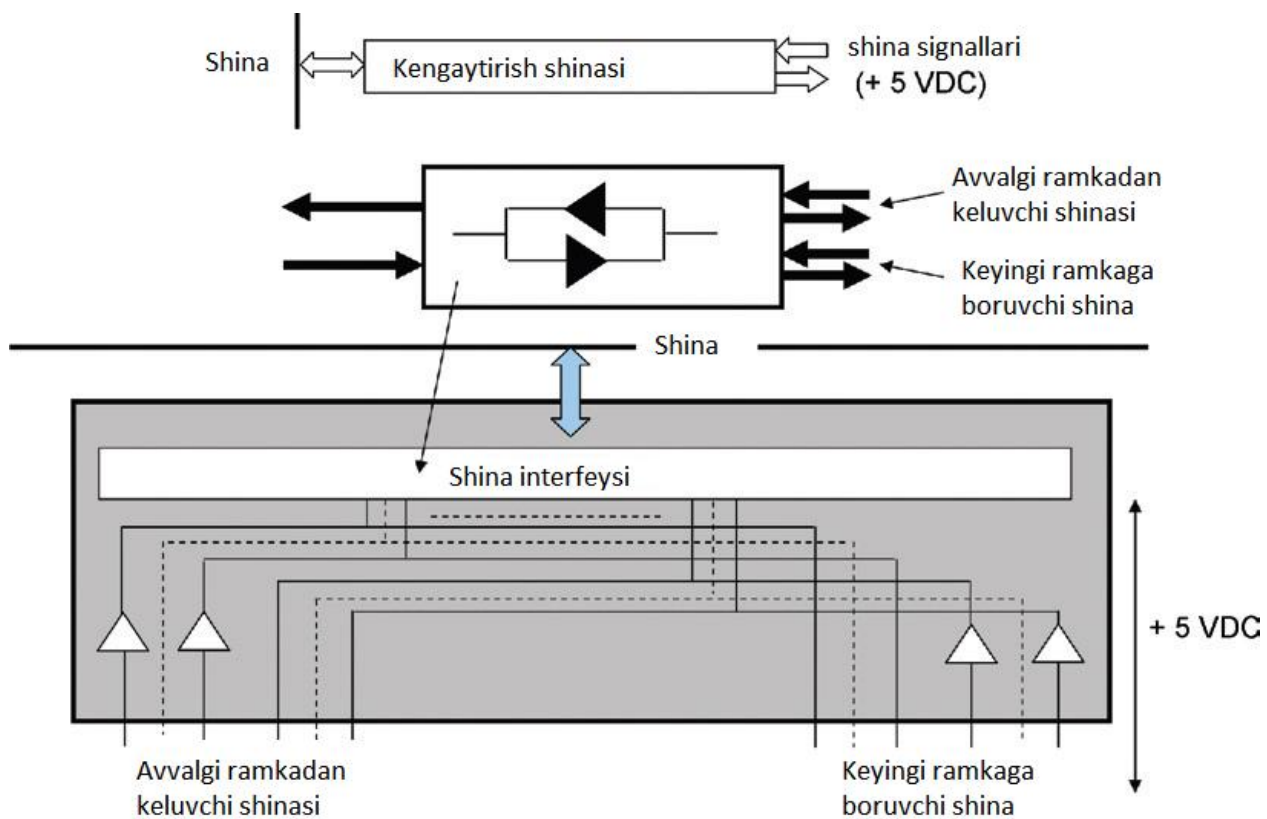 Shina
Kengaytirish shinasi
shina signallari
(+ 5 VDC)
Avvalgi ramkadan
keluvchi shinasi
Keyingi ramkaga
boruvchi shina
Shina
Shina interfeysi
+ 5 VDC
Avvalgi ramkadan
keluvchi shinasi
Keyingi ramkaga
boruvchi shina